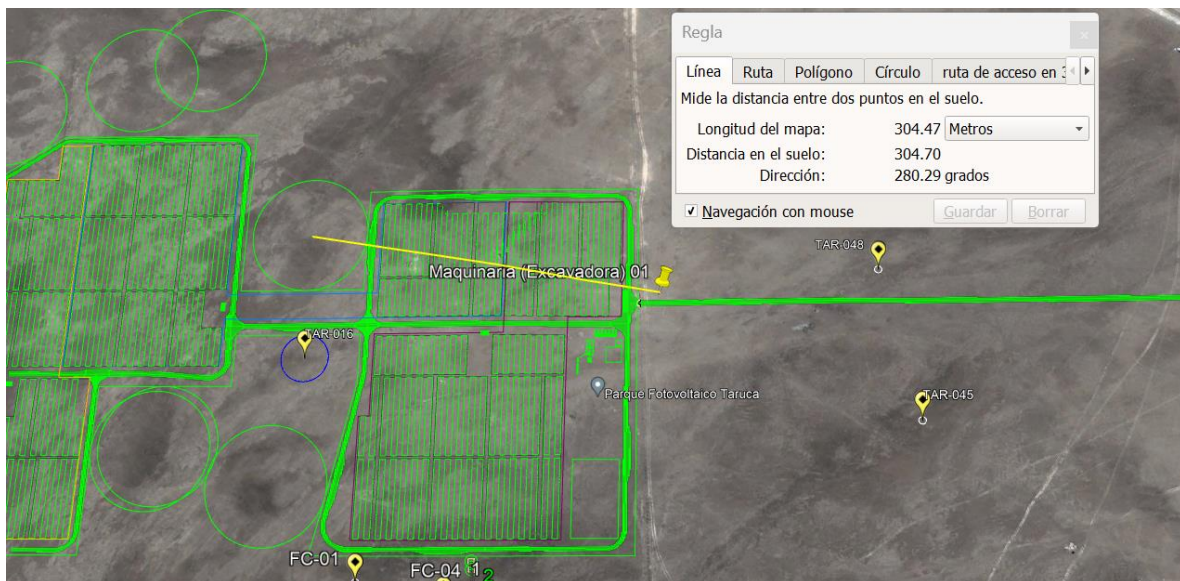 Regla
Línea Ruta Polígono Círculo ruta de acceso en
Mide la distancia entre dos puntos en el suelo.
Longitud del mapa: 304.47 Metros
Distancia en el suelo: 304.70
Dirección: 280.29 grados
Navegación con mouse Guardar Borrar
TAR-048
Maquinaria (Excavadora) 01
TAR-016
Parque Fotovoltaico Taruca
TAR-045
FC-01
FC-04 1
2